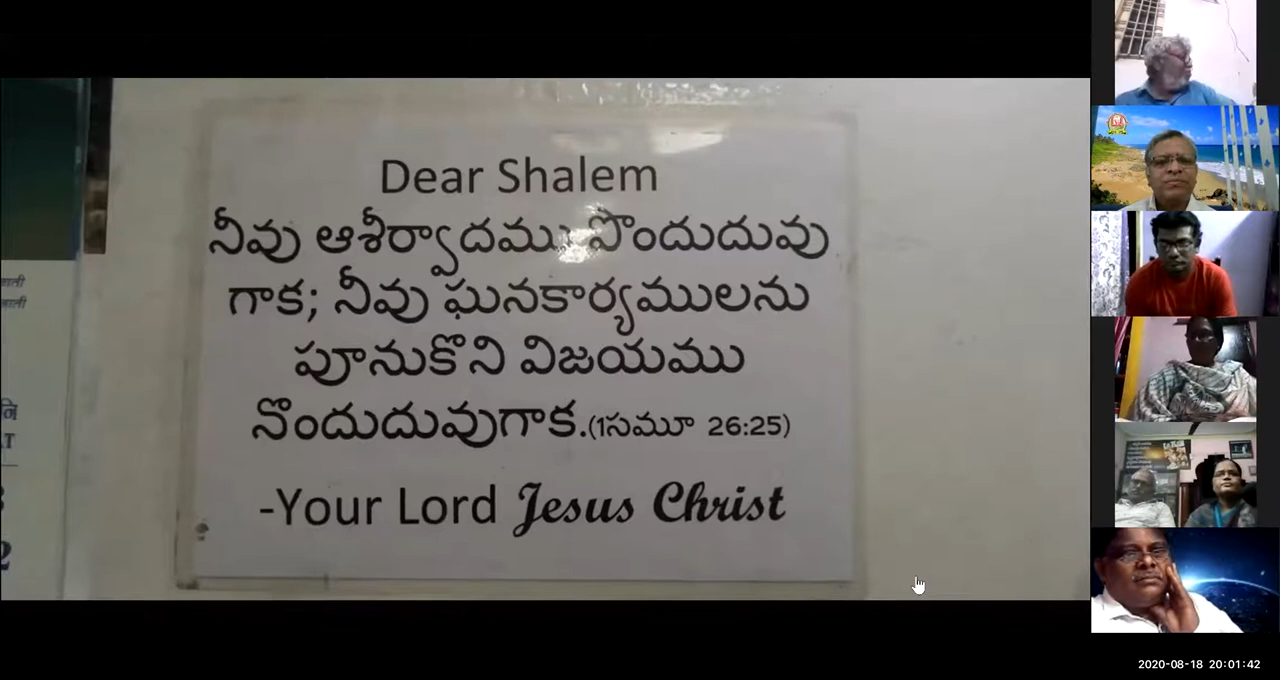 Dear Shalem
నీవు ఆశీర్వాదము పొందుదువు
గాక; నీవు ఘనకార్యములను
పూనుకొని విజయము
నొందుదువుగాక.(1సమూ 26:25)
-Your Lord Jesus Christ
2020-08-18 20:01:42